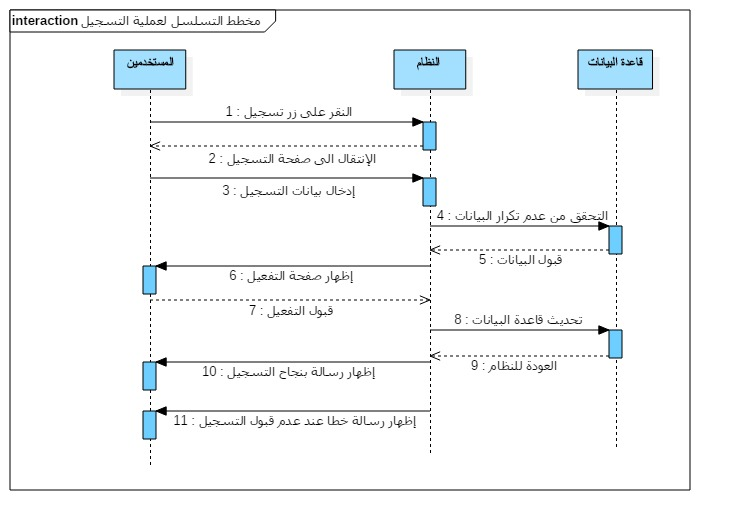 interaction مخطط التسلسل لعملية التسجيل
المستخدمين
النظام
قاعدة البيانات
1 : النقر على زر تسجيل
2 : الإنتقال الى صفحة التسجيل
3 : إدخال بيانات التسجيل
4 : التحقق من عدم تكرار البيانات
5 : قبول البيانات
6 : إظهار صفحة التفعيل
7 : قبول التفعيل
8 : تحديث قاعدة البيانات
9 : العودة للنظام
10 : إظهار رسالة بنجاح التسجيل
11 : إظهار رسالة خطا عند عدم قبول التسجيل